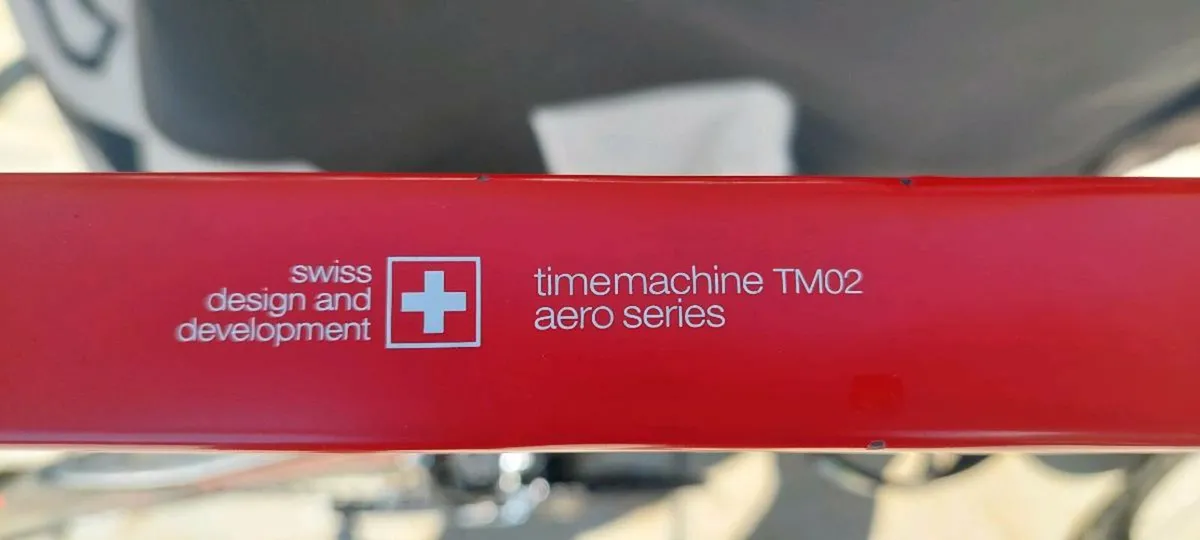 swiss
design and
development
timemachine TM02
aero series